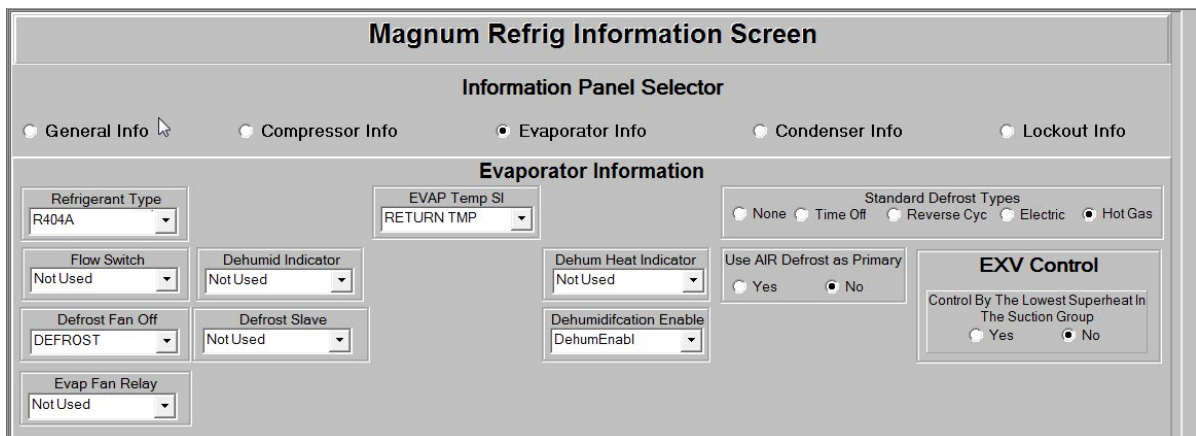 Magnum Refrig Information Screen
Information Panel Selector
General Info Compressor Info Evaporator Info Condenser Info Lockout Info
Evaporator Information
Refrigerant Type
R404A
EVAP Temp SI
RETURN TMP
Standard Defrost Types
None Time Off Reverse Cyc Electric Hot Gas
Flow Switch
Not Used
Dehumid Indicator
Not Used
Dehum Heat Indicator
Not Used
Use AIR Defrost as Primary
Yes No
EXV Control
Control By The Lowest Superheat In
The Suction Group
Yes No
Defrost Fan Off
DEFROST
Defrost Slave
Not Used
Dehumidifcation Enable
DehumEnabl
Evap Fan Relay
Not Used